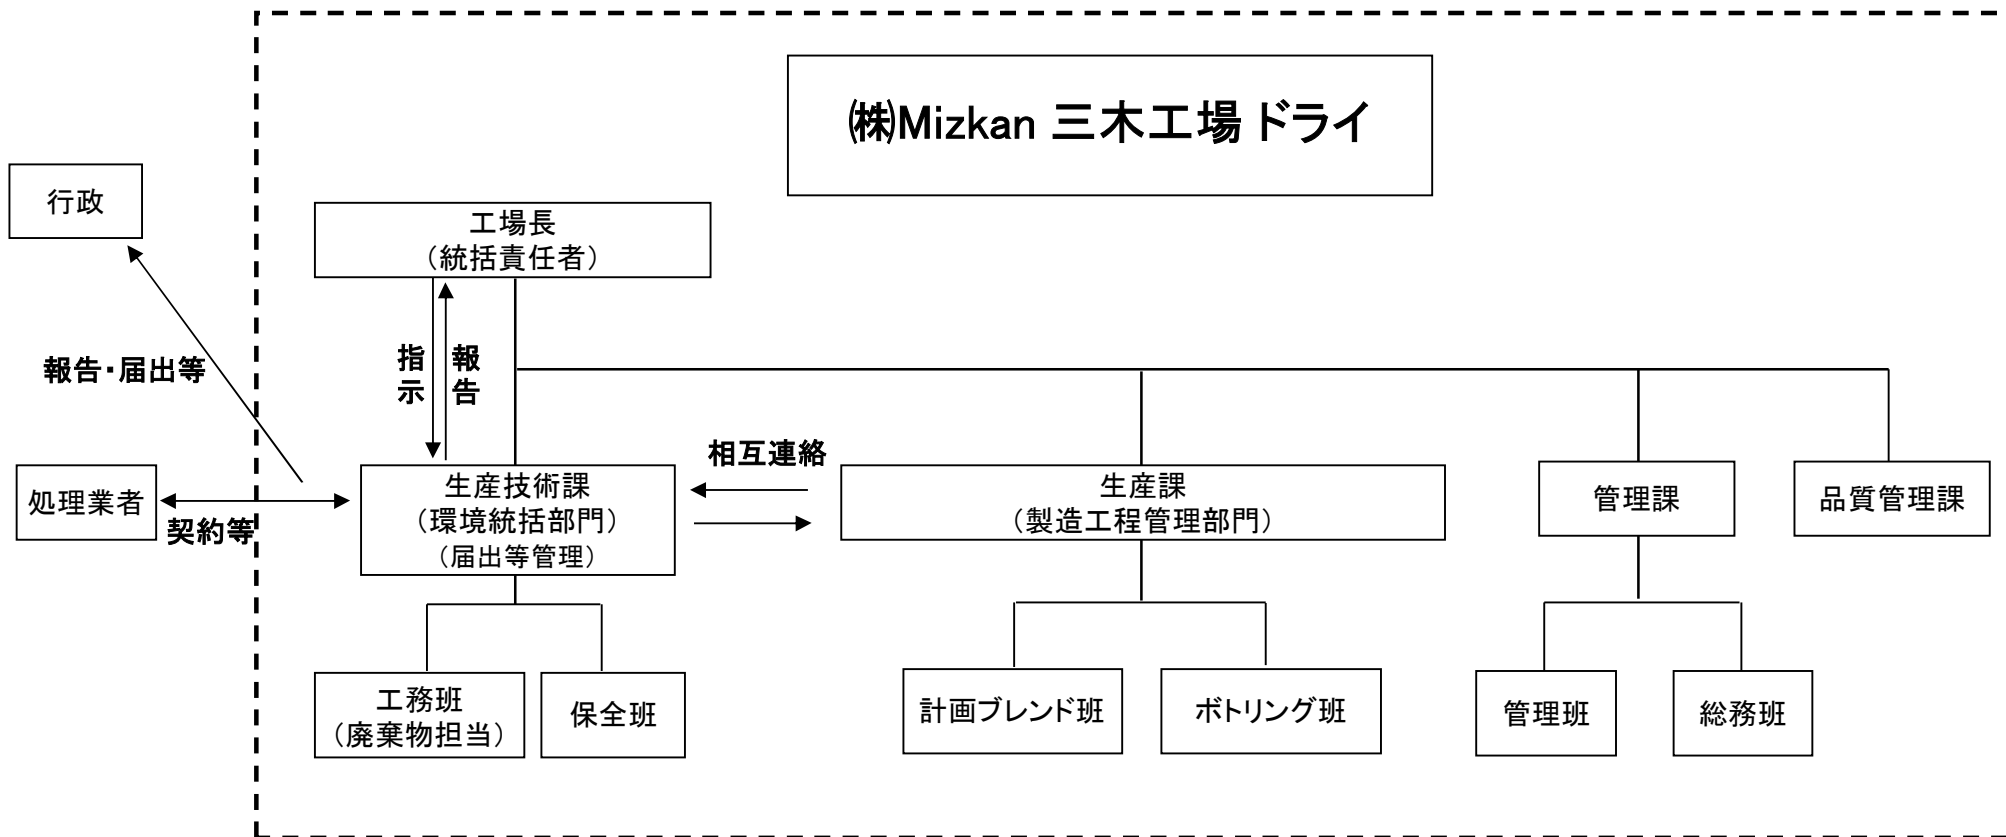 ㈱Mizkan 三木工場 ドライ
行政
工場長
（統括責任者）
報告・届出等
指示
報告
相互連絡
処理業者
契約等
生産技術課
（環境統括部門）
（届出等管理）
生産課
（製造工程管理部門）
管理課
品質管理課
工務班
（廃棄物担当）
保全班
計画ブレンド班
ボトリング班
管理班
総務班